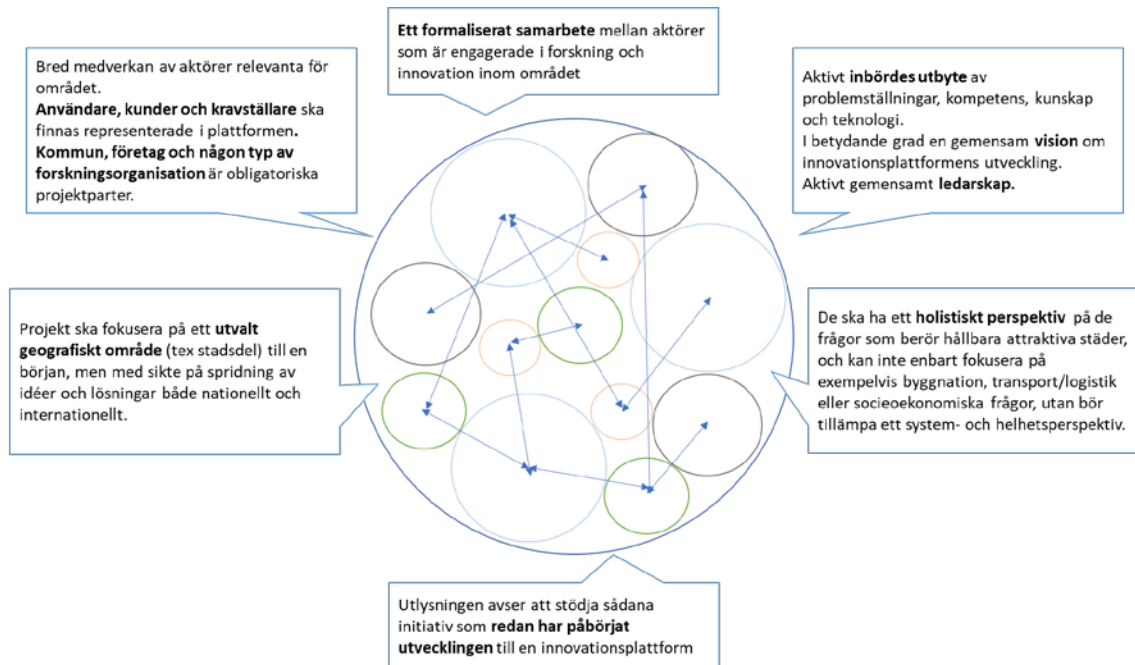 Ett formaliserat samarbete mellan aktörer
som är engagerade i forskning och
innovation inom området
Bred medverkan av aktörer relevanta för
området.
Användare, kunder och kravställare ska
finnas representerade i plattformen.
Kommun, företag och någon typ av
forskningsorganisation är obligatoriska
projektparter.
Aktivt inbördes utbyte av
problemställningar, kompetens, kunskap
och teknologi.
I betydande grad en gemensam vision om
innovationsplattformens utveckling.
Aktivt gemensamt ledarskap.
Projekt ska fokusera på ett utvalt
geografiskt område (tex stadsdel) till en
början, men med sikte på spridning av
idéer och lösningar både nationellt och
internationellt.
De ska ha ett holistiskt perspektiv på de
frågor som berör hållbara attraktiva städer,
och kan inte enbart fokusera på
exempelvis byggnation, transport/logistik
eller socieoekonomiska frågor, utan bör
tillämpa ett system- och helhetsperspektiv.
Utlysningen avser att stödja sådana
initiativ som redan har påbörjat
utvecklingen till en innovationsplattform